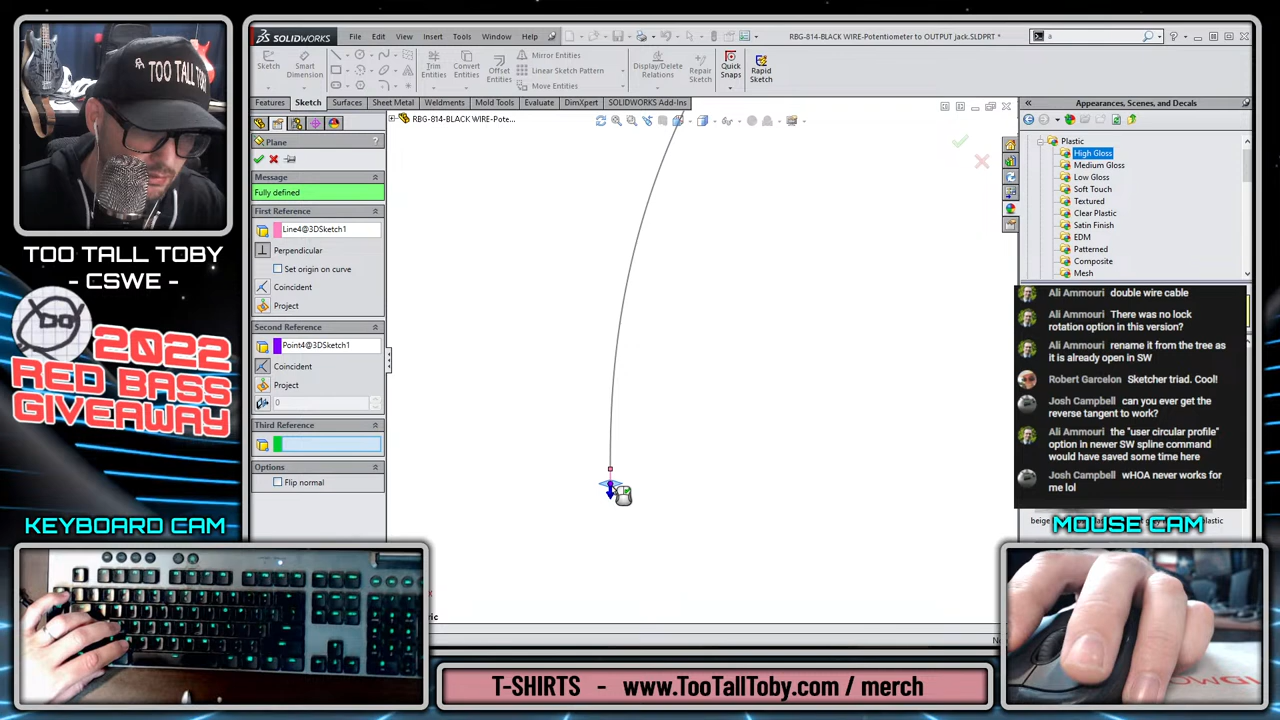 SOLIDWORKS
File Edit View Insert Tools Window Help
RBG-814-BLACK WIRE-Potentiometer to OUTPUT jack.SLDPRT *
a
Sketch
Smart Dimension
Trim Entities
Convert Entities
Offset Entities
Mirror Entities
Linear Sketch Pattern
Move Entities
Display/Delete Relations
Repair Sketch
Quick Snaps
Rapid Sketch
Features Sketch Surfaces Sheet Metal Weldments Mold Tools Evaluate DimXpert SOLIDWORKS Add-Ins
RBG-814-BLACK WIRE-Pote...
Plane
Message
Fully defined
First Reference
Line4@3DSketch1
Perpendicular
Set origin on curve
Coincident
Project
Second Reference
Point4@3DSketch1
Coincident
Project
0
Third Reference
Options
Flip normal
Appearances, Scenes, and Decals
Plastic
High Gloss
Medium Gloss
Low Gloss
Soft Touch
Textured
Clear Plastic
Satin Finish
EDM
Patterned
Composite
Mesh
Ali Ammouri double wire cable
Ali Ammouri There was no lock
rotation option in this version?
Ali Ammouri rename it from the tree as
it is already open in SW
Robert Garcelon Sketcher triad. Cool!
Josh Campbell can you ever get the
reverse tangent to work?
Ali Ammouri the "user circular profile"
option in newer SW spline command
would have saved some time here
Josh Campbell wHOA never works for
me lol
TOO TALL TOBY
TOO TALL TOBY
- CSWE -
2022
RED BASS
GIVEAWAY
KEYBOARD CAM
MOUSE CAM
T-SHIRTS - www.TooTallToby.com / merch